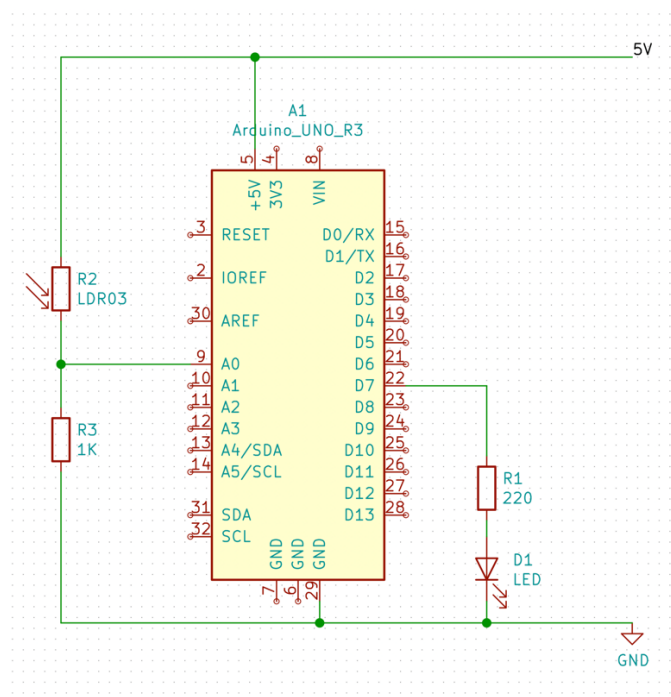 5V
A1
Arduino_UNO_R3
5
4
8
+5V
3V3
VIN
3
RESET
D0/RX
15
D1/TX
16
2
IOREF
D2
17
D3
18
30
AREF
D4
19
D5
20
9
A0
D6
21
10
A1
D7
22
11
A2
D8
23
12
A3
D9
24
13
A4/SDA
D10
25
14
A5/SCL
D11
26
D12
27
31
SDA
D13
28
32
SCL
GND
GND
GND
7
6
29
R2
LDR03
R3
1K
R1
220
D1
LED
GND